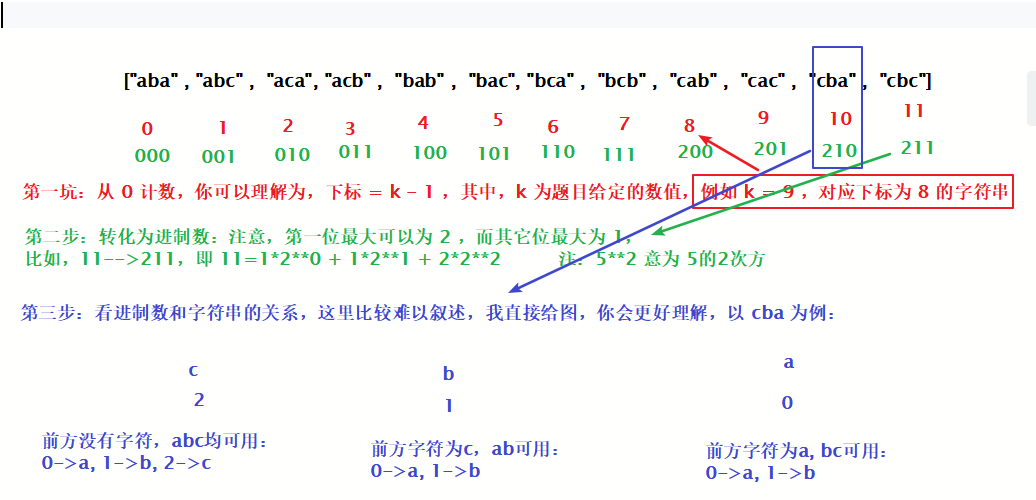 ["aba" , "abc" , "aca", "acb" , "bab" , "bac", "bca" , "bcb" , "cab" , "cac" , "cba" , "cbc"]
0 1 2 3 4 5 6 7 8 9 10 11
000 001 010 011 100 101 110 111 200 201 210 211
第一坑：从 0 计数，你可以理解为，下标 = k - 1 ，其中，k 为题目给定的数值，例如 k = 9 ，对应下标为 8 的字符串
第二步：转化为进制数：注意，第一位最大可以为 2 ，而其它位最大为 1，
比如，11-->211，即 11=1*2**0 + 1*2**1 + 2*2**2 注：5**2 意为 5的2次方
第三步：看进制数和字符串的关系，这里比较难以叙述，我直接给图，你会更好理解，以 cba 为例：
c b a
2 1 0
前方没有字符，abc均可用：
0->a, 1->b, 2->c
前方字符为c，ab可用：
0->a, 1->b
前方字符为a, bc可用：
0->a, 1->b